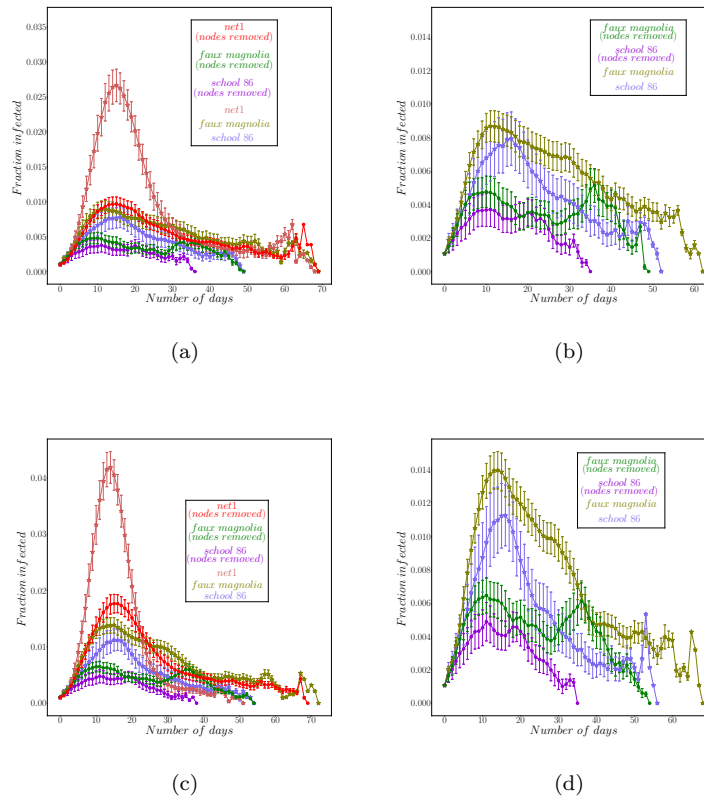 net1
(nodes removed)
faux magnolia
(nodes removed)
school 86
(nodes removed)
net1
faux magnolia
school 86
0.035
0.030
0.025
0.020
0.015
0.010
0.005
0.000
Fraction infected
0 10 20 30 40 50 60 70
Number of days
(a)
faux magnolia
(nodes removed)
school 86
(nodes removed)
faux magnolia
school 86
0.014
0.012
0.010
0.008
0.006
0.004
0.002
0.000
Fraction infected
0 10 20 30 40 50 60
Number of days
(b)
net1
(nodes removed)
faux magnolia
(nodes removed)
school 86
(nodes removed)
net1
faux magnolia
school 86
0.04
0.03
0.02
0.01
0.00
Fraction infected
0 10 20 30 40 50 60 70
Number of days
(c)
faux magnolia
(nodes removed)
school 86
(nodes removed)
faux magnolia
school 86
0.014
0.012
0.010
0.008
0.006
0.004
0.002
0.000
Fraction infected
0 10 20 30 40 50 60
Number of days
(d)